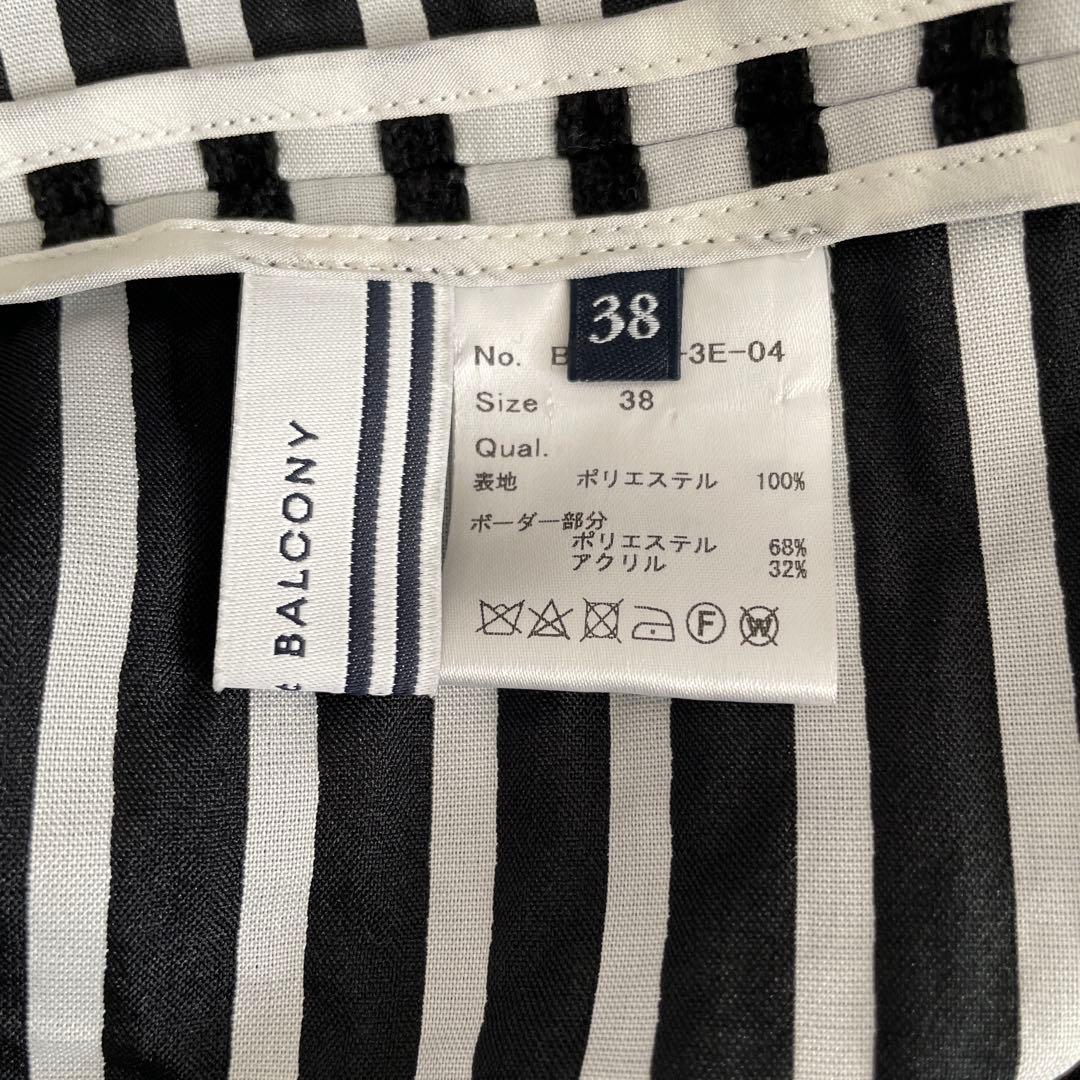 38
No. B -3E-04
Size 38
Qual.
表地 ポリエステル 100%
ボーダー部分
ポリエステル 68%
アクリル 32%
F W
BALCONY